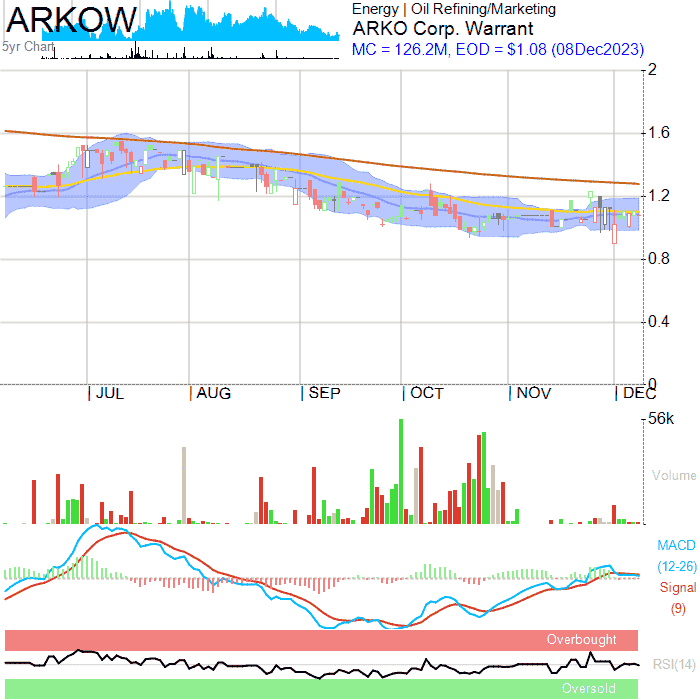 ARKOW
5yr Chart
Energy | Oil Refining/Marketing
ARKO Corp. Warrant
MC = 126.2M, EOD = $1.08 (08Dec2023)
2
1.6
1.2
0.8
0.4
0
JUL AUG SEP OCT NOV DEC
56k
Volume
MACD
(12-26)
Signal
(9)
Overbought
RSI(14)
Oversold